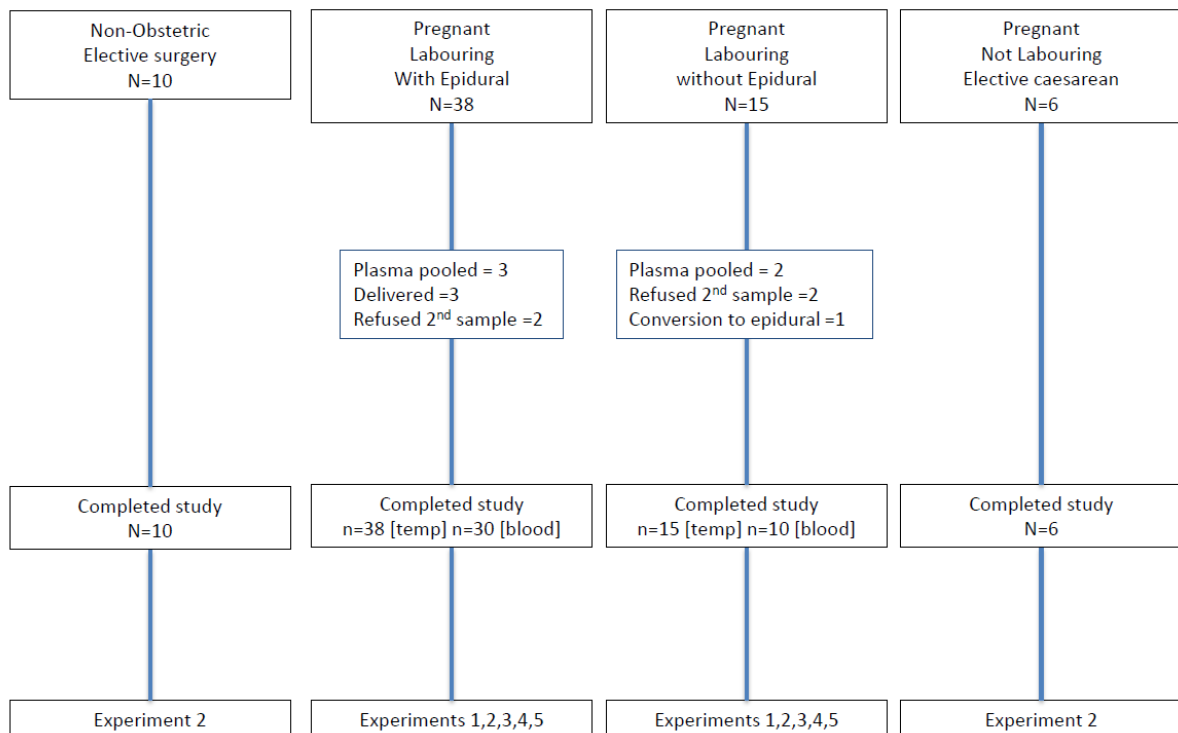 Non-Obstetric
Elective surgery
N=10
Pregnant
Labouring
With Epidural
N=38
Pregnant
Labouring
without Epidural
N=15
Pregnant
Not Labouring
Elective caesarean
N=6
Plasma pooled = 3
Delivered =3
Refused 2nd sample =2
Plasma pooled = 2
Refused 2nd sample =2
Conversion to epidural =1
Completed study
N=10
Completed study
n=38 [temp] n=30 [blood]
Completed study
n=15 [temp] n=10 [blood]
Completed study
N=6
Experiment 2
Experiments 1,2,3,4,5
Experiments 1,2,3,4,5
Experiment 2